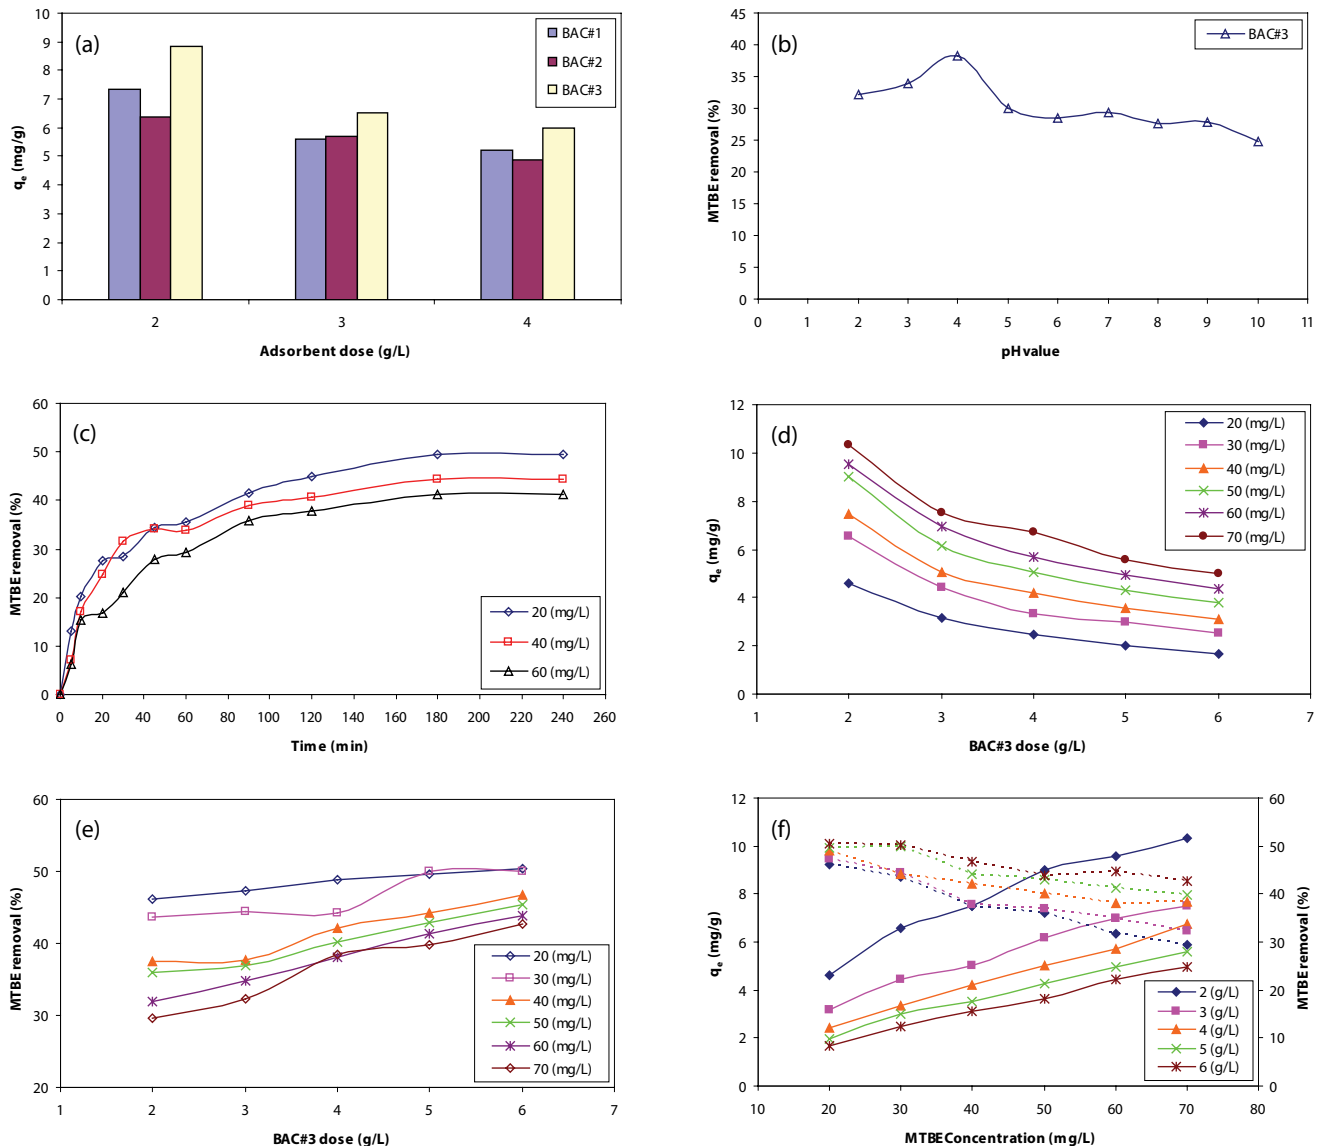 (a)
10
9
8
7
6
5
4
3
2
1
0
qe (mg/g)
BAC#1
BAC#2
BAC#3
2 3 4
Adsorbent dose (g/L)
(b)
45
40
35
30
25
20
15
10
5
0
MTBE removal (%)
BAC#3
0 1 2 3 4 5 6 7 8 9 10 11
pH value
(c)
60
50
40
30
20
10
0
MTBE removal (%)
20 (mg/L)
40 (mg/L)
60 (mg/L)
0 20 40 60 80 100 120 140 160 180 200 220 240 260
Time (min)
(d)
12
10
8
6
4
2
0
qe (mg/g)
20 (mg/L)
30 (mg/L)
40 (mg/L)
50 (mg/L)
60 (mg/L)
70 (mg/L)
1 2 3 4 5 6 7
BAC#3 dose (g/L)
(e)
60
50
40
30
20
MTBE removal (%)
20 (mg/L)
30 (mg/L)
40 (mg/L)
50 (mg/L)
60 (mg/L)
70 (mg/L)
1 2 3 4 5 6 7
BAC#3 dose (g/L)
(f)
12
10
8
6
4
2
0
qe (mg/g)
60
50
40
30
20
10
0
MTBE removal (%)
2 (g/L)
3 (g/L)
4 (g/L)
5 (g/L)
6 (g/L)
10 20 30 40 50 60 70 80
MTBE Concentration (mg/L)